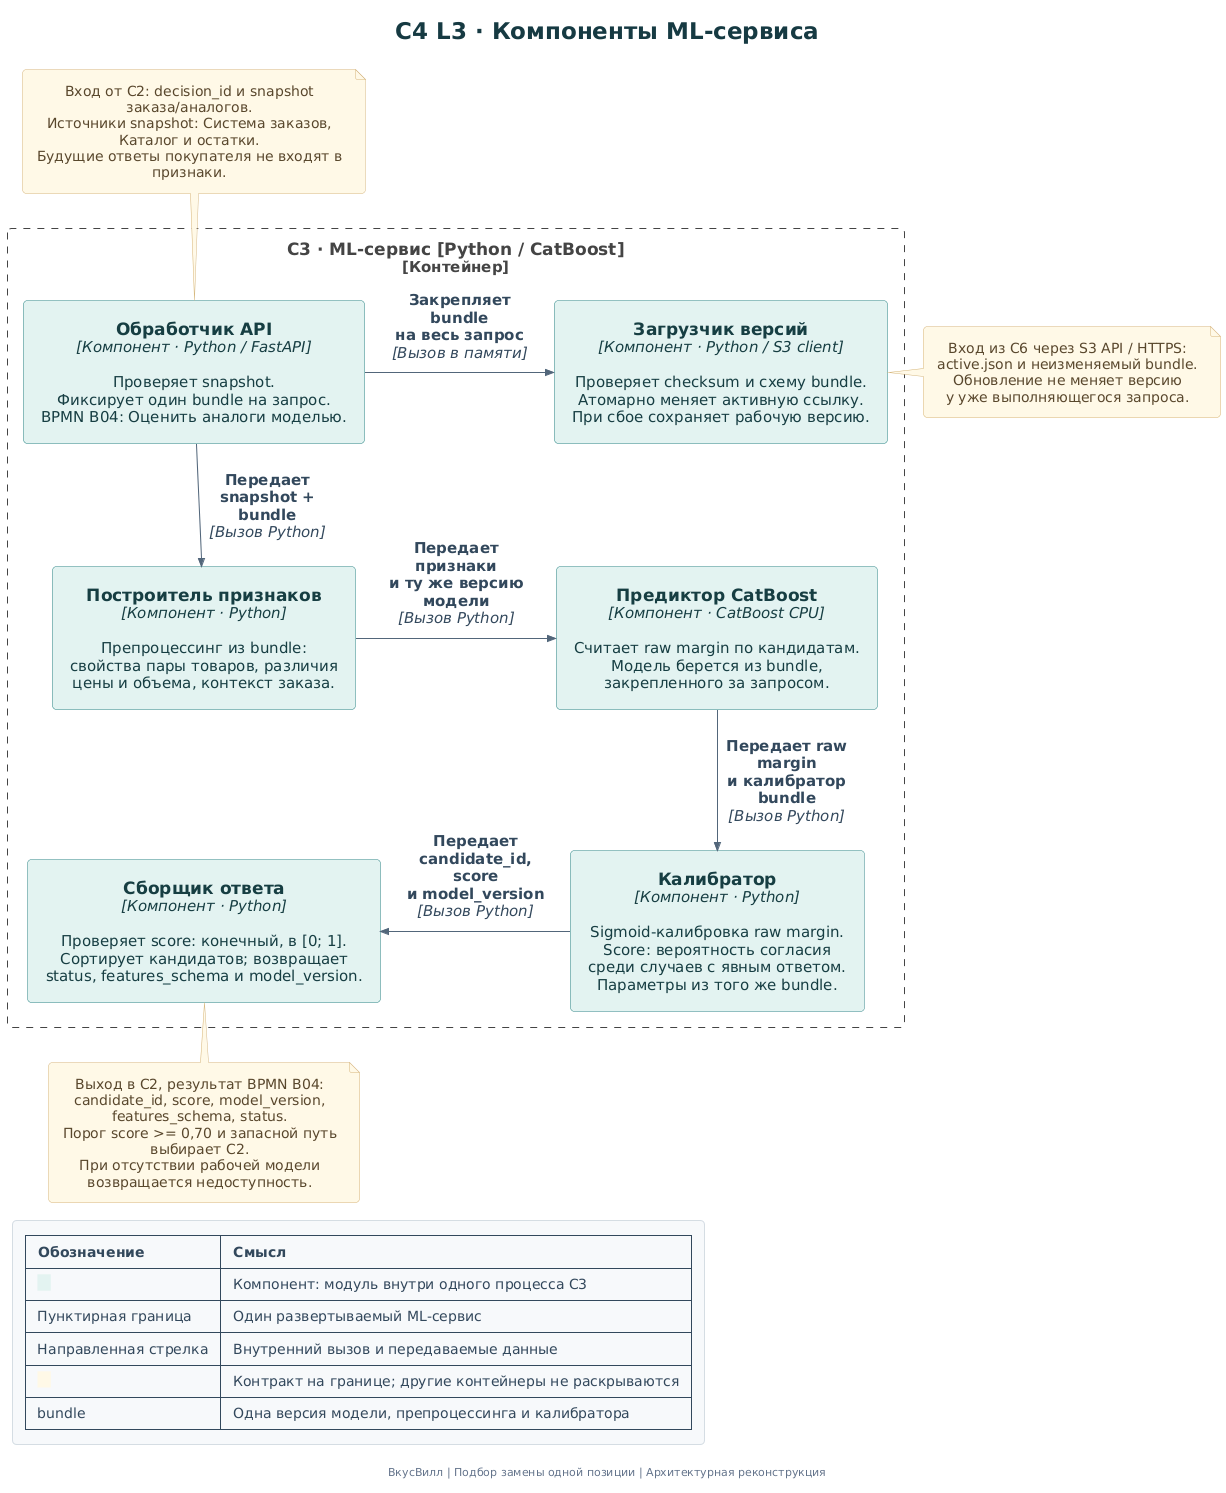 C4 L3 · Компоненты ML-сервиса
Вход от C2: decision_id и snapshot
заказа/аналогов.
Источники snapshot: Система заказов,
Каталог и остатки.
Будущие ответы покупателя не входят в
признаки.
C3 · ML-сервис [Python / CatBoost]
[Контейнер]
Обработчик API
[Компонент · Python / FastAPI]
Проверяет snapshot.
Фиксирует один bundle на запрос.
BPMN B04: Оценить аналоги моделью.
Закрепляет
bundle
на весь запрос
[Вызов в памяти]
Загрузчик версий
[Компонент · Python / S3 client]
Проверяет checksum и схему bundle.
Атомарно меняет активную ссылку.
При сбое сохраняет рабочую версию.
Вход из C6 через S3 API / HTTPS:
active.json и неизменяемый bundle.
Обновление не меняет версию
у уже выполняющегося запроса.
Передает
snapshot +
bundle
[Вызов Python]
Построитель признаков
[Компонент · Python]
Препроцессинг из bundle:
свойства пары товаров, различия
цены и объема, контекст заказа.
Передает
признаки
и ту же версию
модели
[Вызов Python]
Предиктор CatBoost
[Компонент · CatBoost CPU]
Считает raw margin по кандидатам.
Модель берется из bundle,
закрепленного за запросом.
Передает raw
margin
и калибратор
bundle
[Вызов Python]
Калибратор
[Компонент · Python]
Sigmoid-калибровка raw margin.
Score: вероятность согласия
среди случаев с явным ответом.
Параметры из того же bundle.
Передает
candidate_id,
score
и model_version
[Вызов Python]
Сборщик ответа
[Компонент · Python]
Проверяет score: конечный, в [0; 1].
Сортирует кандидатов; возвращает
status, features_schema и model_version.
Выход в C2, результат BPMN B04:
candidate_id, score, model_version,
features_schema, status.
Порог score >= 0,70 и запасной путь
выбирает C2.
При отсутствии рабочей модели
возвращается недоступность.
Обозначение Смысл
Компонент: модуль внутри одного процесса C3
Пунктирная граница Один развертываемый ML-сервис
Направленная стрелка Внутренний вызов и передаваемые данные
Контракт на границе; другие контейнеры не раскрываются
bundle Одна версия модели, препроцессинга и калибратора
ВкусВилл | Подбор замены одной позиции | Архитектурная реконструкция